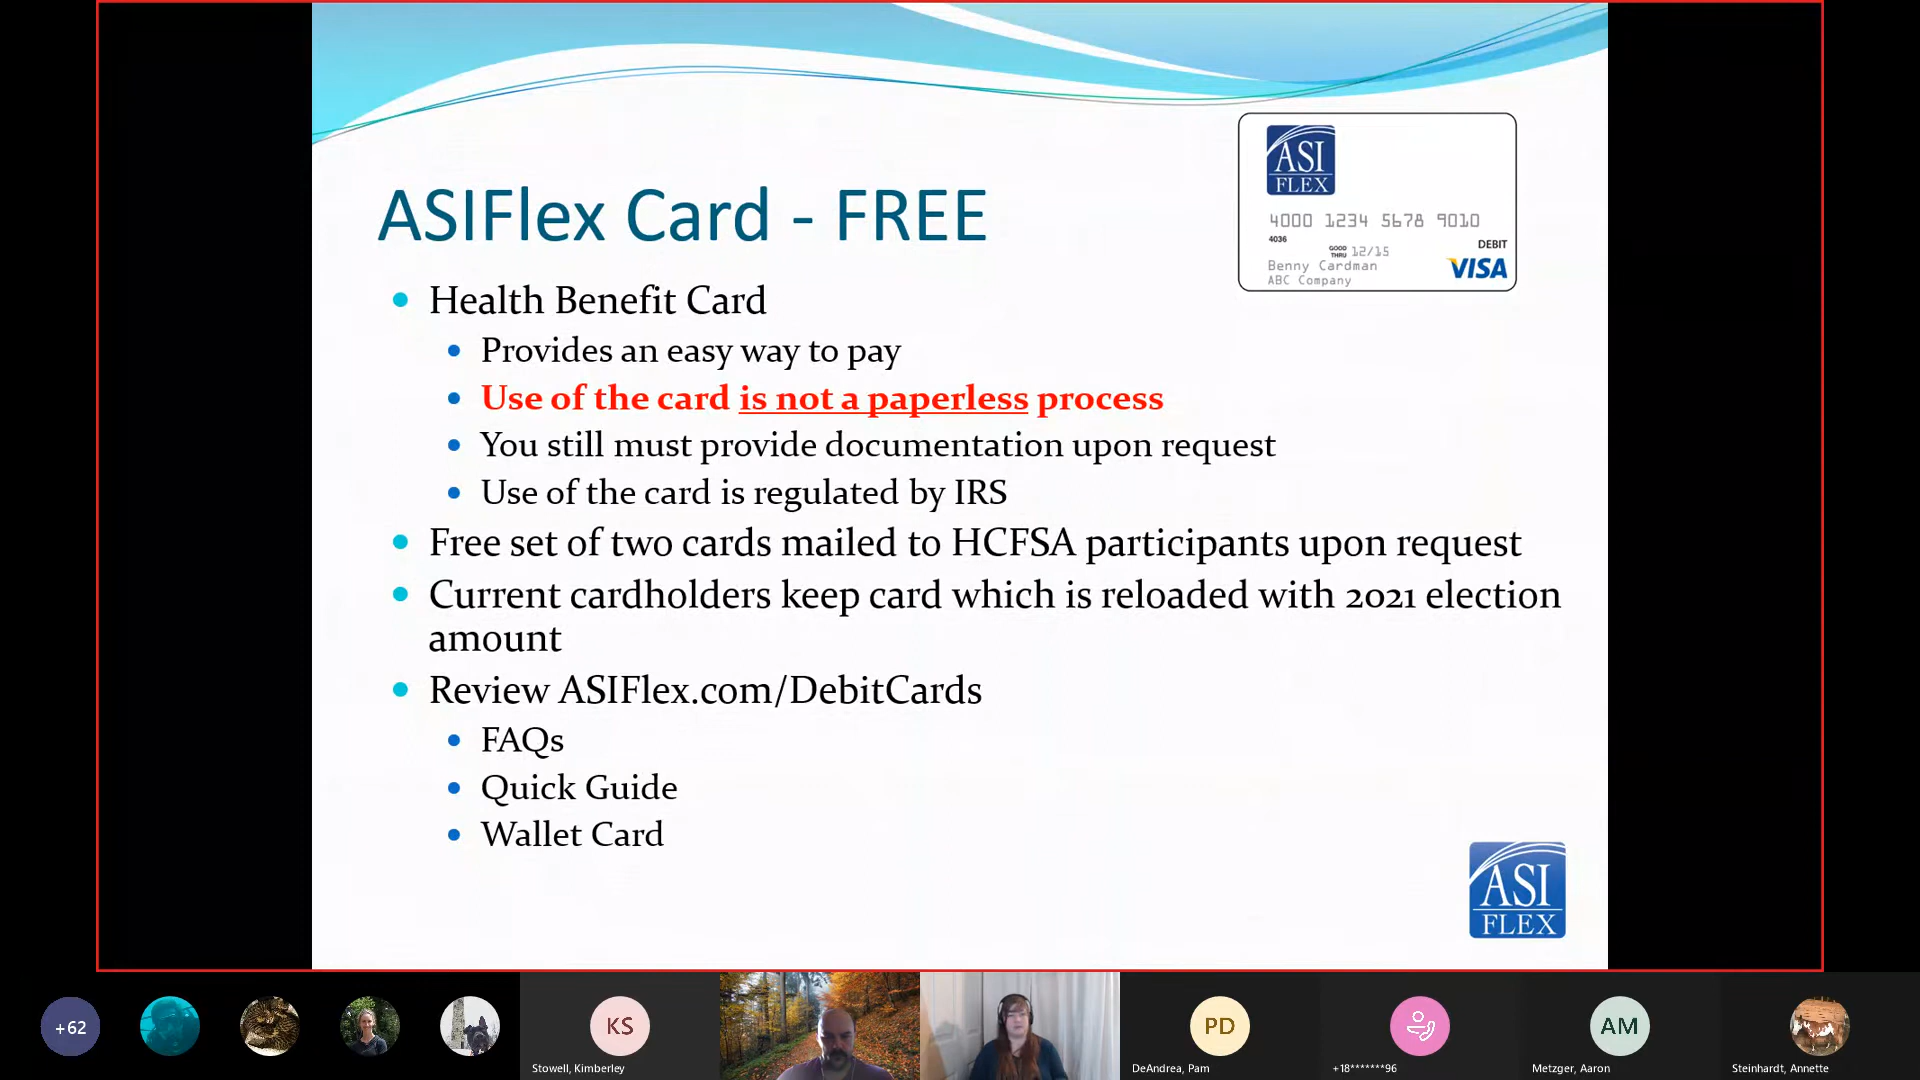 ASIFlex Card - FREE
ASI
FLEX
4000 1234 5678 9010
4036
GOOD THRU 12/15
DEBIT
Benny Cardman
VISA
ABC Company
Health Benefit Card
Provides an easy way to pay
Use of the card is not a paperless process
You still must provide documentation upon request
Use of the card is regulated by IRS
Free set of two cards mailed to HCFSA participants upon request
Current cardholders keep card which is reloaded with 2021 election
amount
Review ASIFlex.com/DebitCards
FAQs
Quick Guide
Wallet Card
ASI
FLEX
+62
KS
Stowell, Kimberley
PD
DeAndrea, Pam
+18*******96
AM
Metzger, Aaron
Steinhardt, Annette